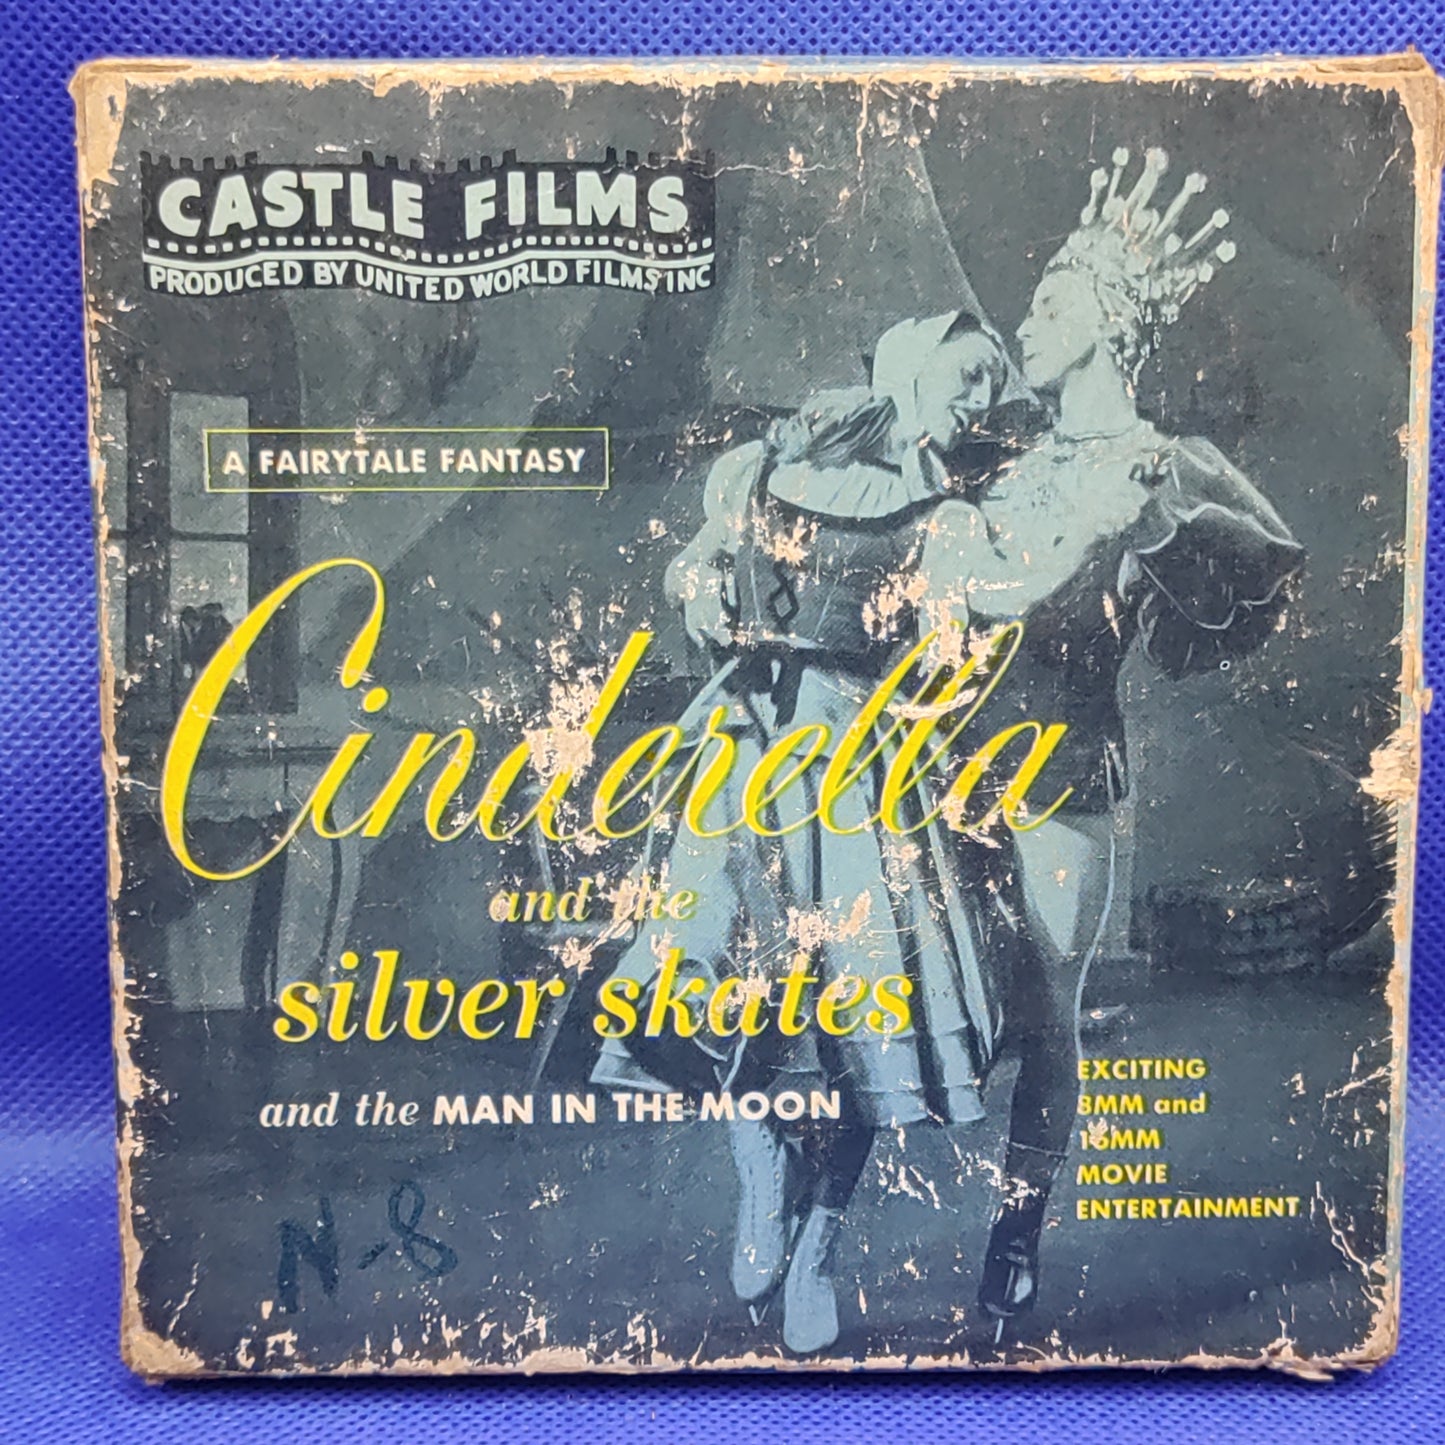 CASTLE FILMS
PRODUCED BY UNITED WORLD FILMS INC
A FAIRYTALE FANTASY
Cinderella
and the
silver skates
and the MAN IN THE MOON
EXCITING
8MM and
16MM
MOVIE
ENTERTAINMENT
N-8